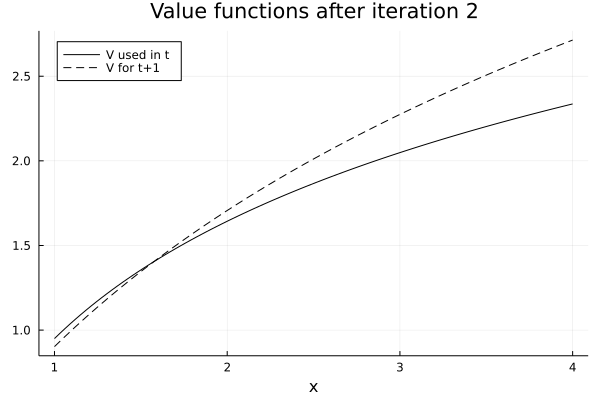 Value functions after iteration 2
V used in t
V for t+1
2.5
2.0
1.5
1.0
1 2 3 4
x